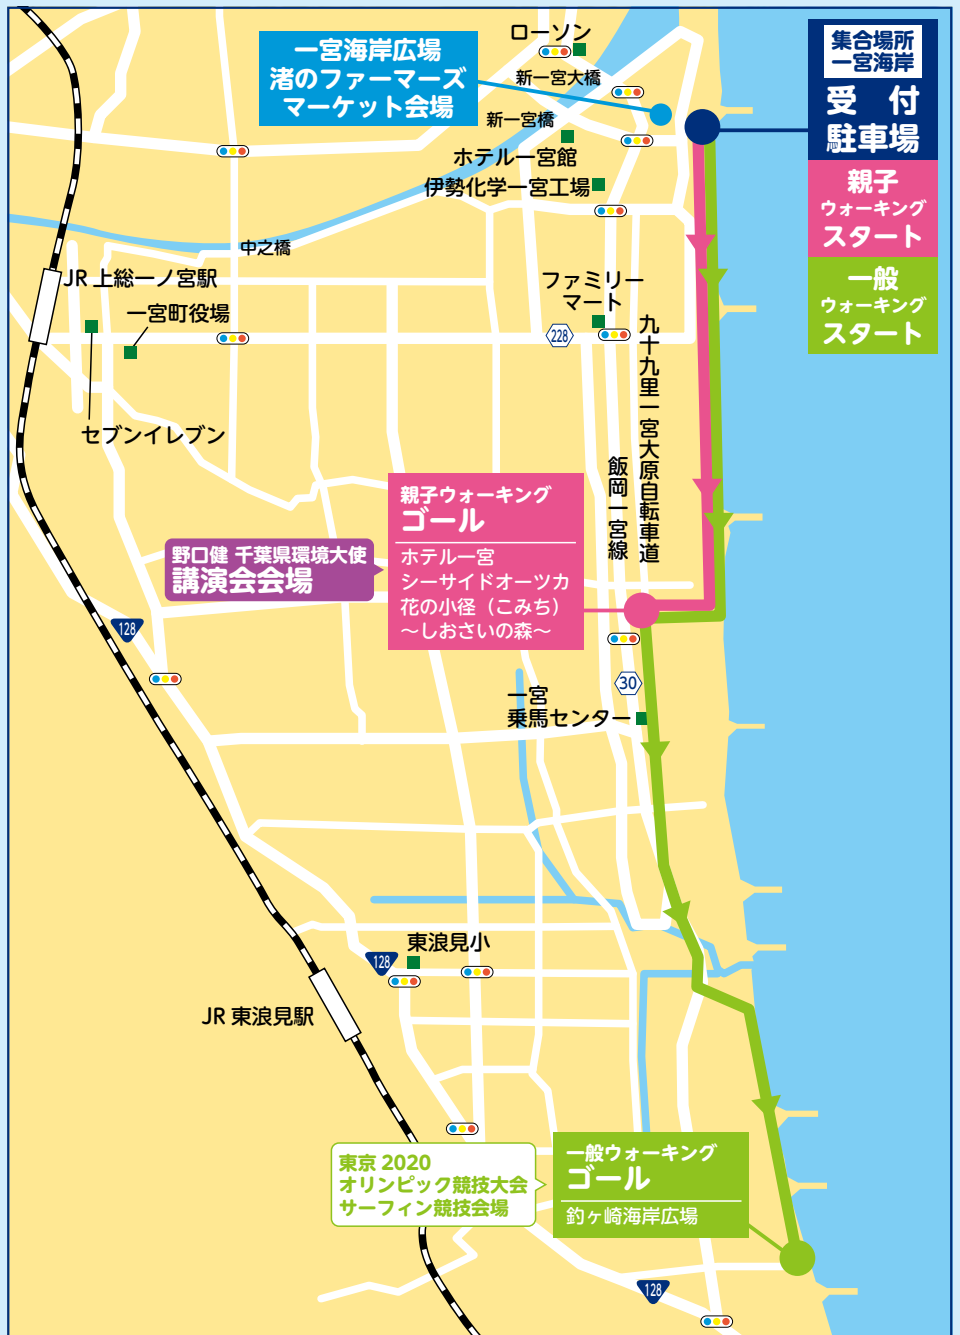 ローソン
一宮海岸広場
渚のファーマーズ
マーケット会場
新一宮大橋
新一宮橋
ホテル一宮館
伊勢化学一宮工場
集合場所
一宮海岸
受 付
駐車場
親子
ウォーキング
スタート
一般
ウォーキング
スタート
中之橋
JR 上総一ノ宮駅
一宮町役場
ファミリー
マート
228
九十九里一宮大原自転車道
飯岡一宮線
セブンイレブン
親子ウォーキング
ゴール
ホテル一宮
シーサイドオーツカ
花の小径（こみち）
〜しおさいの森〜
野口健 千葉県環境大使
講演会会場
128
30
一宮
乗馬センター
東浪見小
128
JR 東浪見駅
東京 2020
オリンピック競技大会
サーフィン競技会場
一般ウォーキング
ゴール
釣ヶ崎海岸広場
128